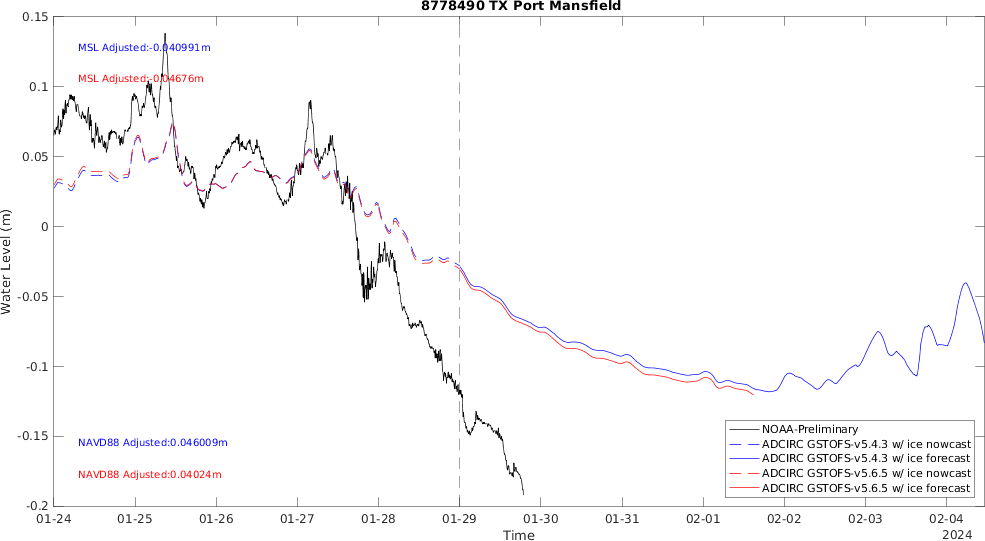 8778490 TX Port Mansfield
0.15
MSL Adjusted:-0.040991m
MSL Adjusted:-0.04676m
0.1
0.05
0
Water Level (m)
-0.05
-0.1
-0.15
-0.2
NAVD88 Adjusted:0.046009m
NAVD88 Adjusted:0.04024m
NOAA-Preliminary
ADCIRC GSTOFS-v5.4.3 w/ ice nowcast
ADCIRC GSTOFS-v5.4.3 w/ ice forecast
ADCIRC GSTOFS-v5.6.5 w/ ice nowcast
ADCIRC GSTOFS-v5.6.5 w/ ice forecast
01-24 01-25 01-26 01-27 01-28 01-29 01-30 01-31 02-01 02-02 02-03 02-04
Time
2024